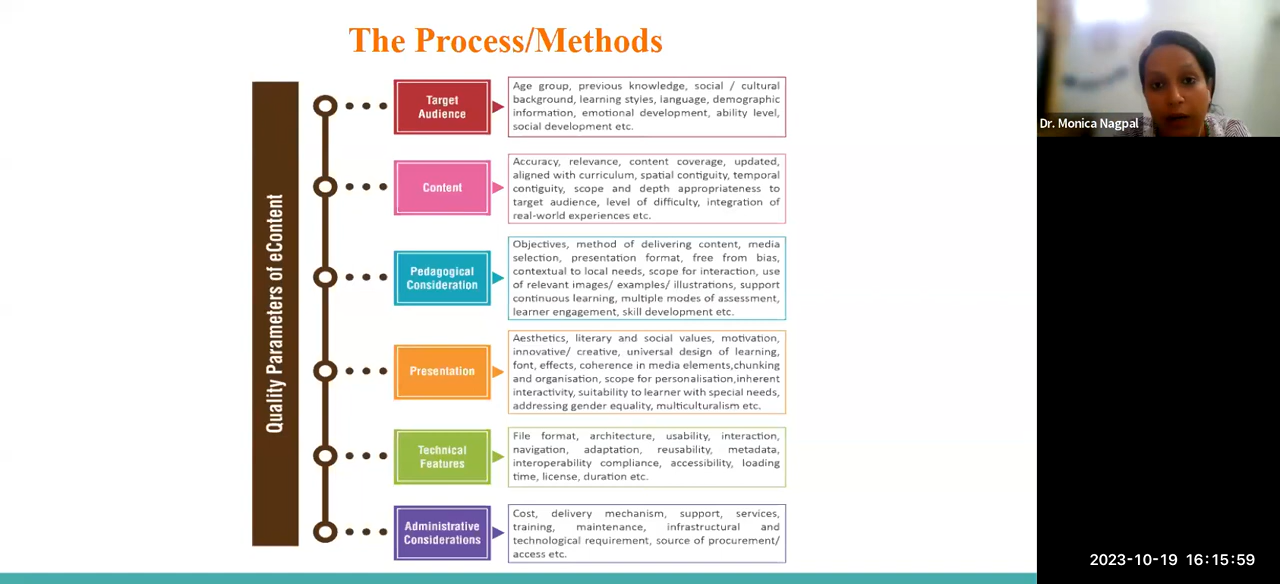 The Process/Methods
Quality Parameters of eContent
Target
Audience
Age group, previous knowledge, social / cultural
background, learning styles, language, demographic
information, emotional development, ability level,
social development etc.
Content
Accuracy, relevance, content coverage, updated,
aligned with curriculum, spatial contiguity, temporal
contiguity, scope and depth appropriateness to
target audience, level of difficulty, integration of
real-world experiences etc.
Pedagogical
Consideration
Objectives, method of delivering content, media
selection, presentation format, free from bias,
contextual to local needs, scope for interaction, use
of relevant images/ examples/ illustrations, support
continuous learning, multiple modes of assessment,
learner engagement, skill development etc.
Presentation
Aesthetics, literary and social values, motivation,
innovative/ creative, universal design of learning,
font, effects, coherence in media elements,chunking
and organisation, scope for personalisation,inherent
interactivity, suitability to learner with special needs,
addressing gender equality, multiculturalism etc.
Technical
Features
File format, architecture, usability, interaction,
navigation, adaptation, reusability, metadata,
interoperability compliance, accessibility, loading
time, license, duration etc.
Administrative
Considerations
Cost, delivery mechanism, support, services,
training, maintenance, infrastructural and
technological requirement, source of procurement/
access etc.
Dr. Monica Nagpal
2023-10-19 16:15:59